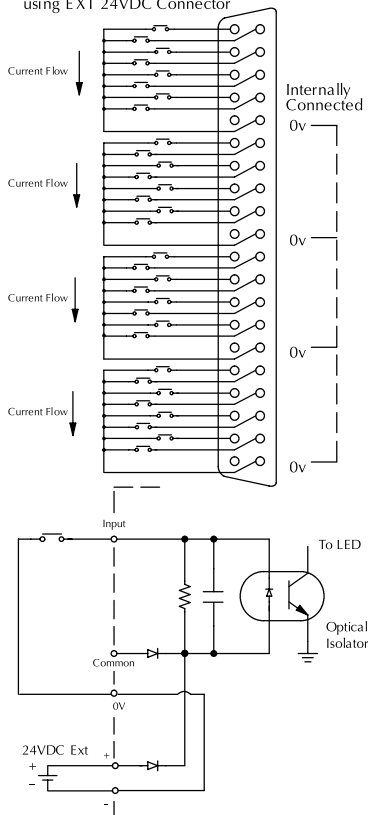 using EXT 24VDC Connector
Current Flow
Internally
Connected
0v
Current Flow
0v
Current Flow
0v
Current Flow
0v
Input
To LED
Optical
Isolator
Common
0V
24VDC Ext
+
+
–
-